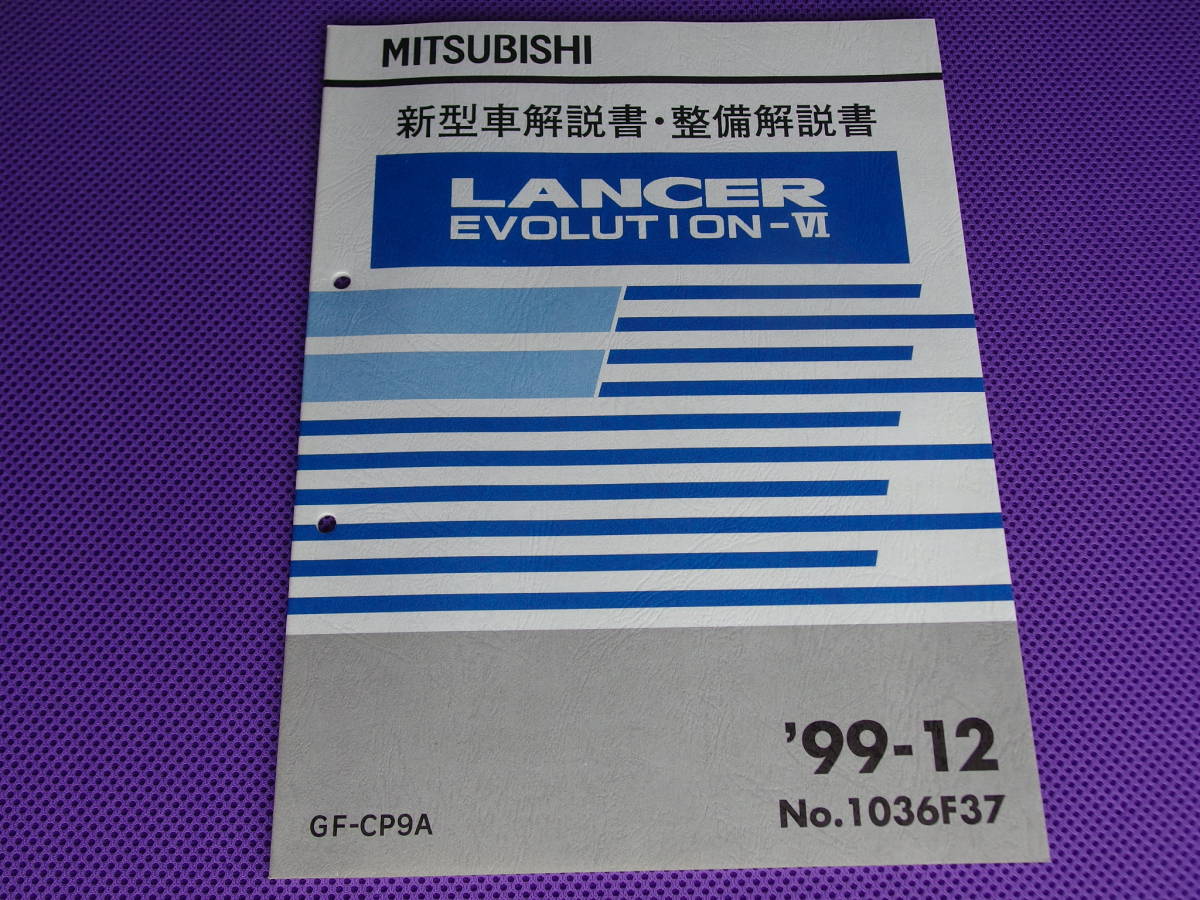 MITSUBISHI
新型車解説書・整備解説書
LANCER
EVOLUTION-Ⅵ
'99-12
No.1036F37
GF-CP9A